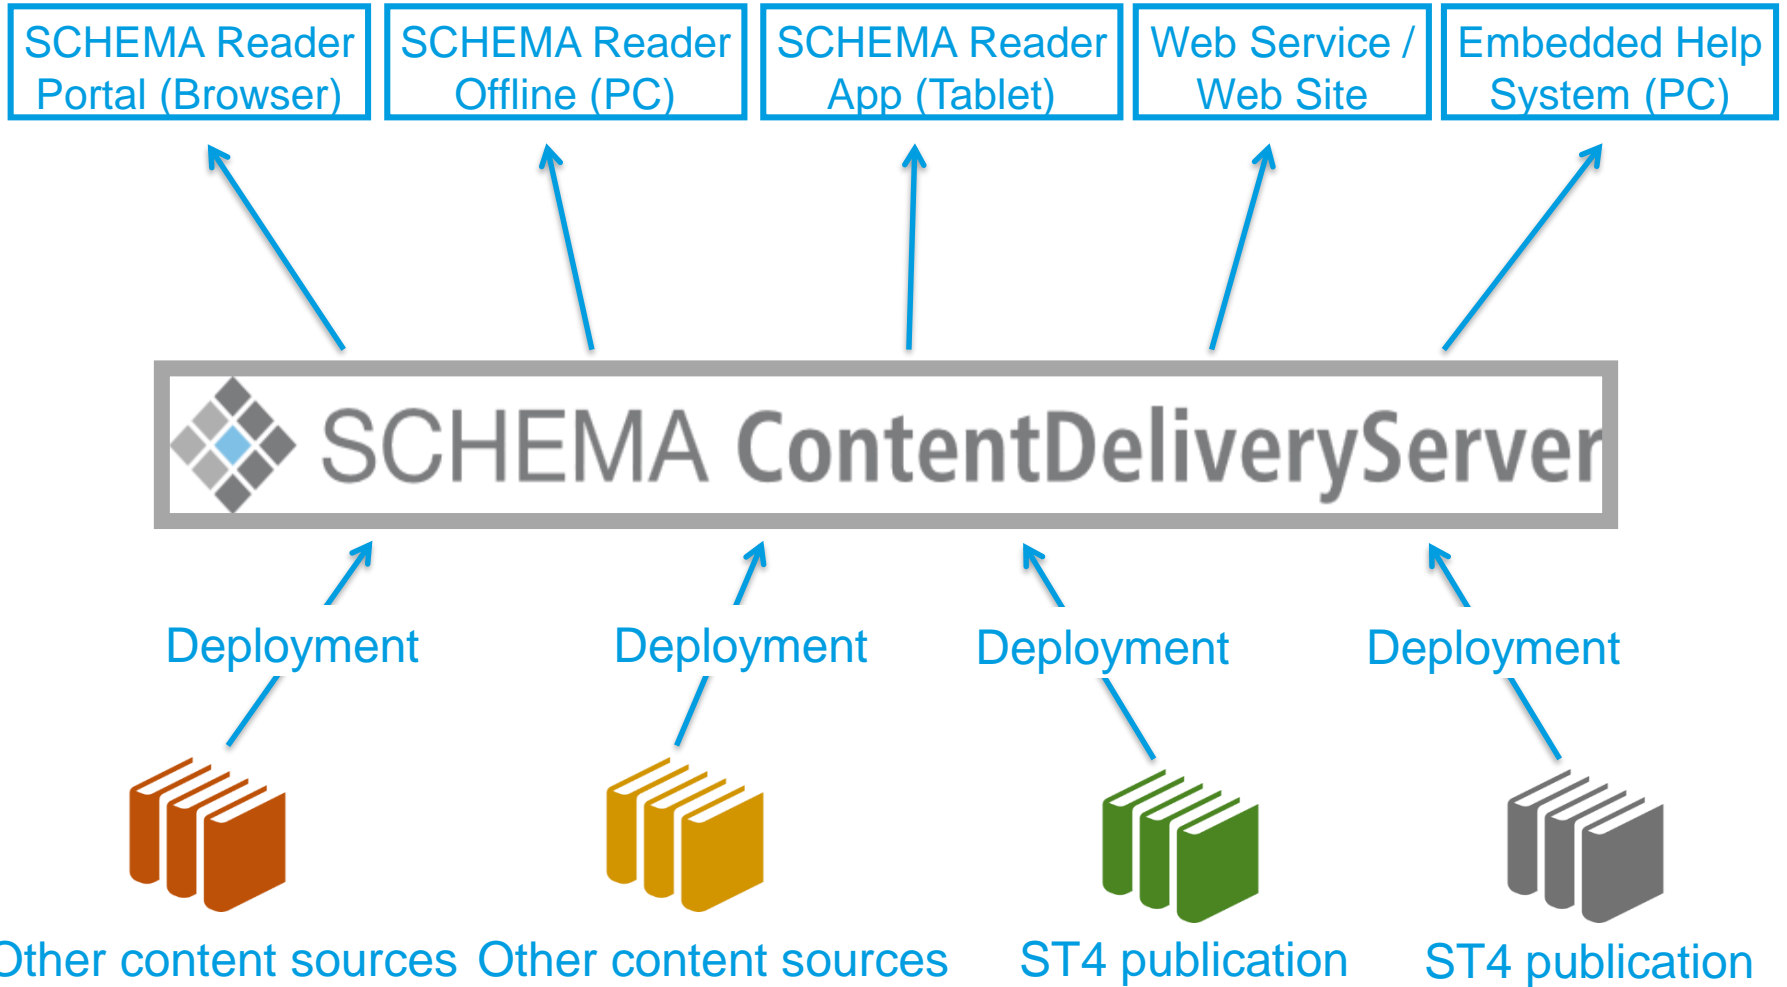 SCHEMA Reader
Portal (Browser)
SCHEMA Reader
Offline (PC)
SCHEMA Reader
App (Tablet)
Web Service /
Web Site
Embedded Help
System (PC)
SCHEMA ContentDeliveryServer
Deployment
Deployment
Deployment
Deployment
Other content sources
Other content sources
ST4 publication
ST4 publication